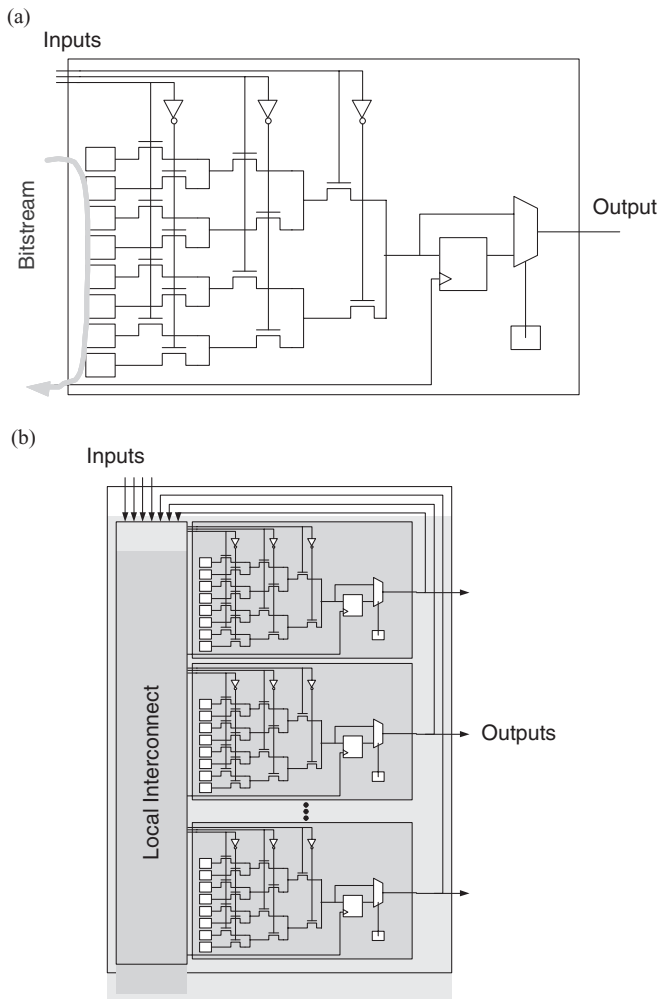 (a)
Inputs
Bitstream
Output
(b)
Inputs
Local Interconnect
Outputs